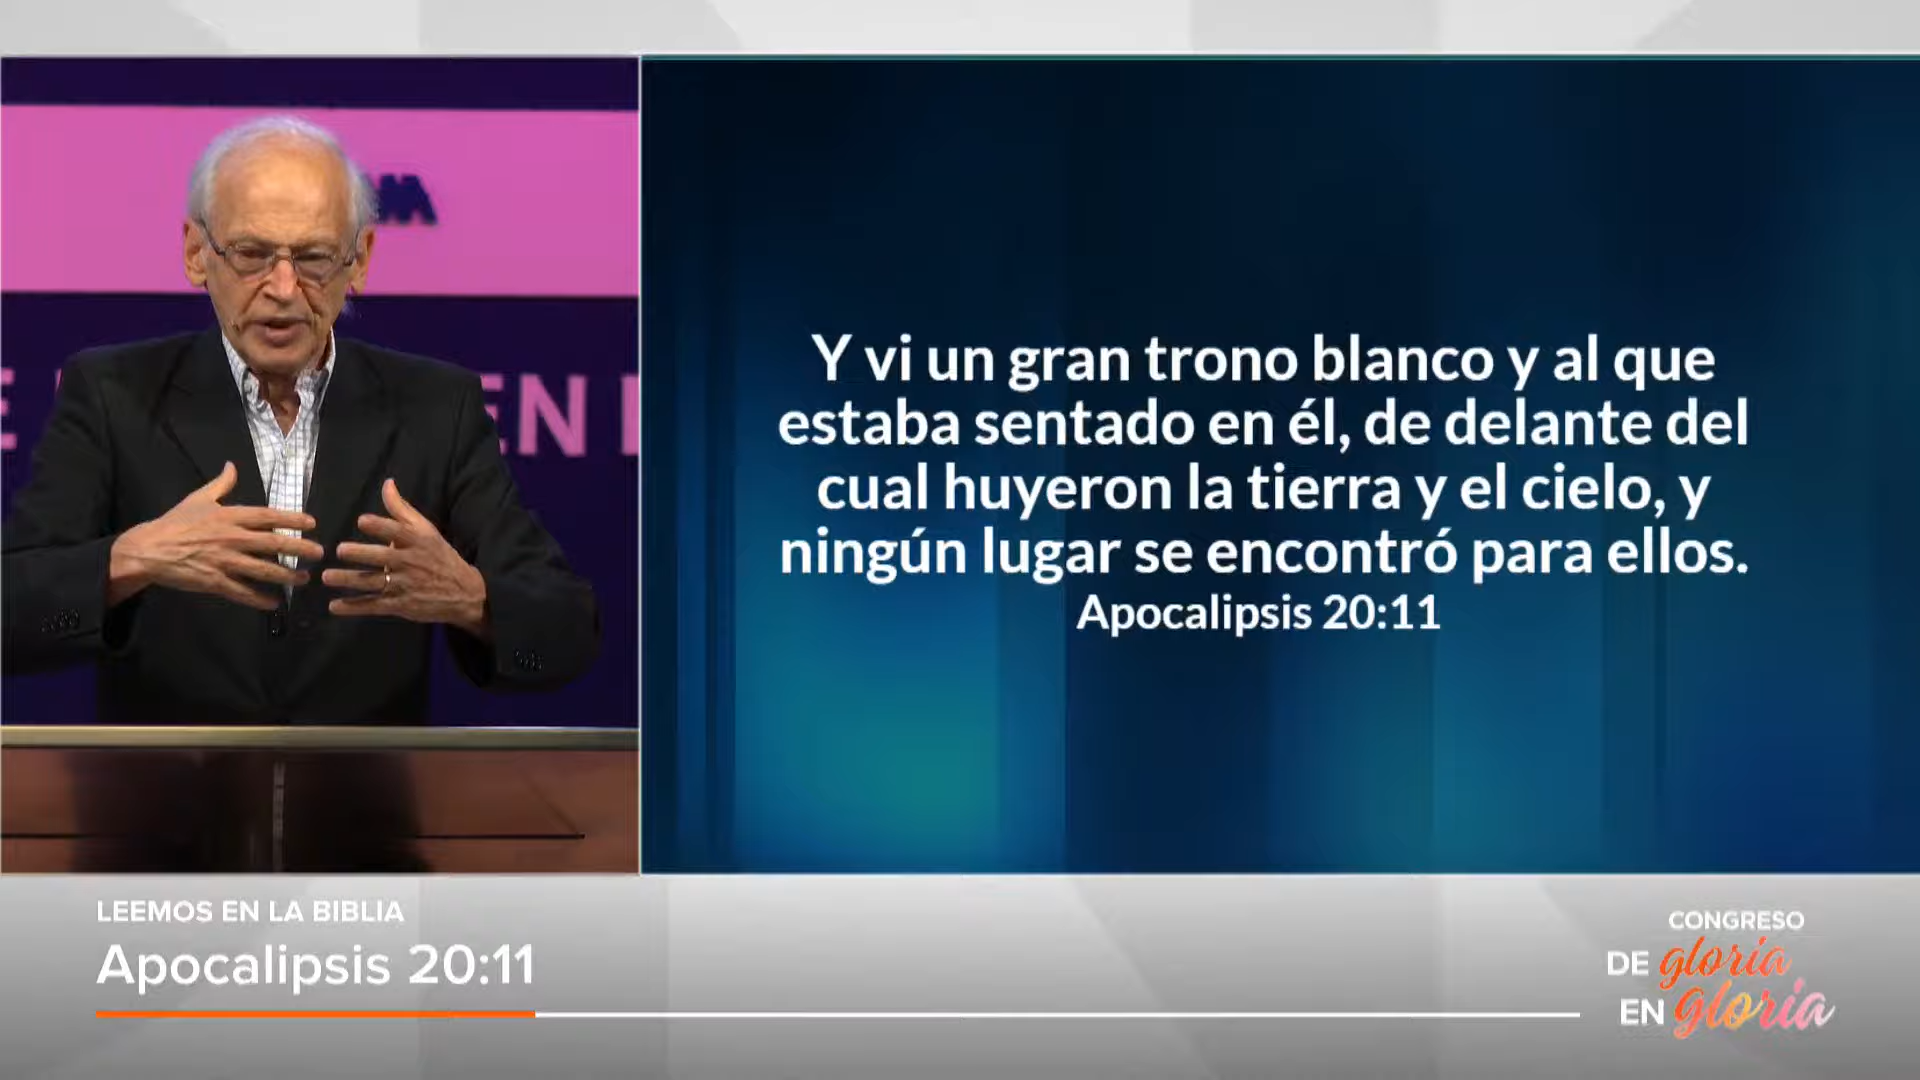 EN
Y vi un gran trono blanco y al que
estaba sentado en él, de delante del
cual huyeron la tierra y el cielo, y
ningún lugar se encontró para ellos.
Apocalipsis 20:11
LEEMOS EN LA BIBLIA
Apocalipsis 20:11
CONGRESO
DE gloria
EN gloria